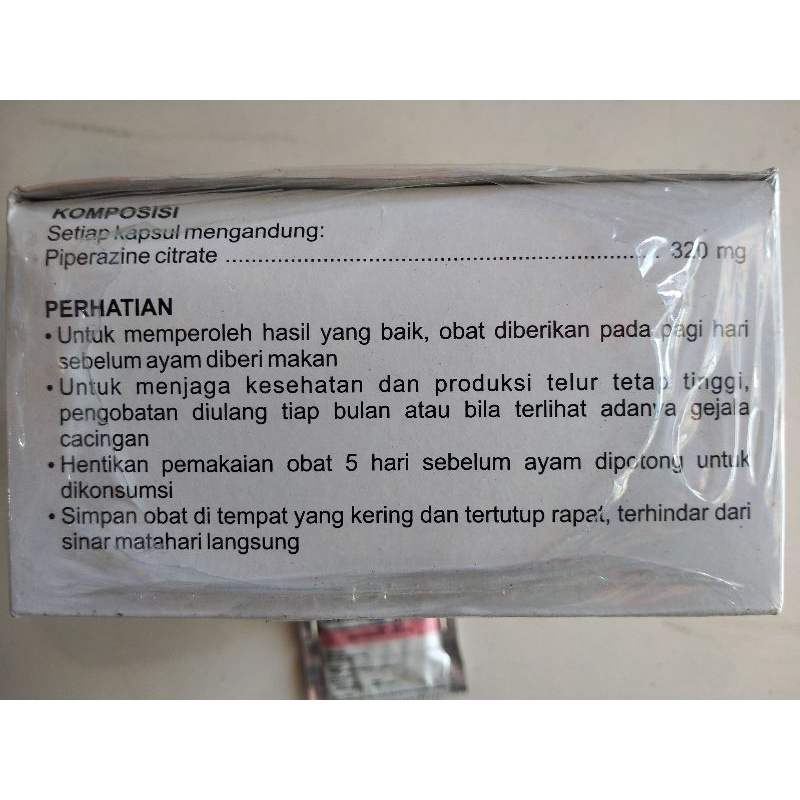 KOMPOSISI
Setiap kapsul mengandung:
Piperazine citrate ........................................................................ 320 mg
PERHATIAN
• Untuk memperoleh hasil yang baik, obat diberikan pada pagi hari
sebelum ayam diberi makan
• Untuk menjaga kesehatan dan produksi telur tetap tinggi,
pengobatan diulang tiap bulan atau bila terlihat adanya gejala
cacingan
• Hentikan pemakaian obat 5 hari sebelum ayam dipotong untuk
dikonsumsi
• Simpan obat di tempat yang kering dan tertutup rapat, terhindar dari
sinar matahari langsung